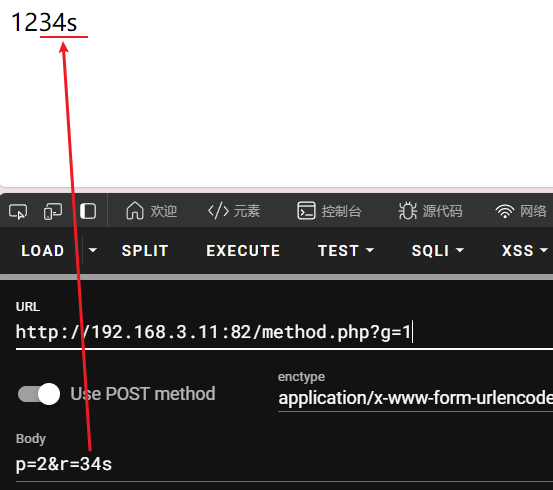 1234s
欢迎 元素 控制台 源代码 网络
LOAD SPLIT EXECUTE TEST SQLI XSS
URL
http://192.168.3.11:82/method.php?g=1
Use POST method
enctype
application/x-www-form-urlencode
Body
p=2&r=34s